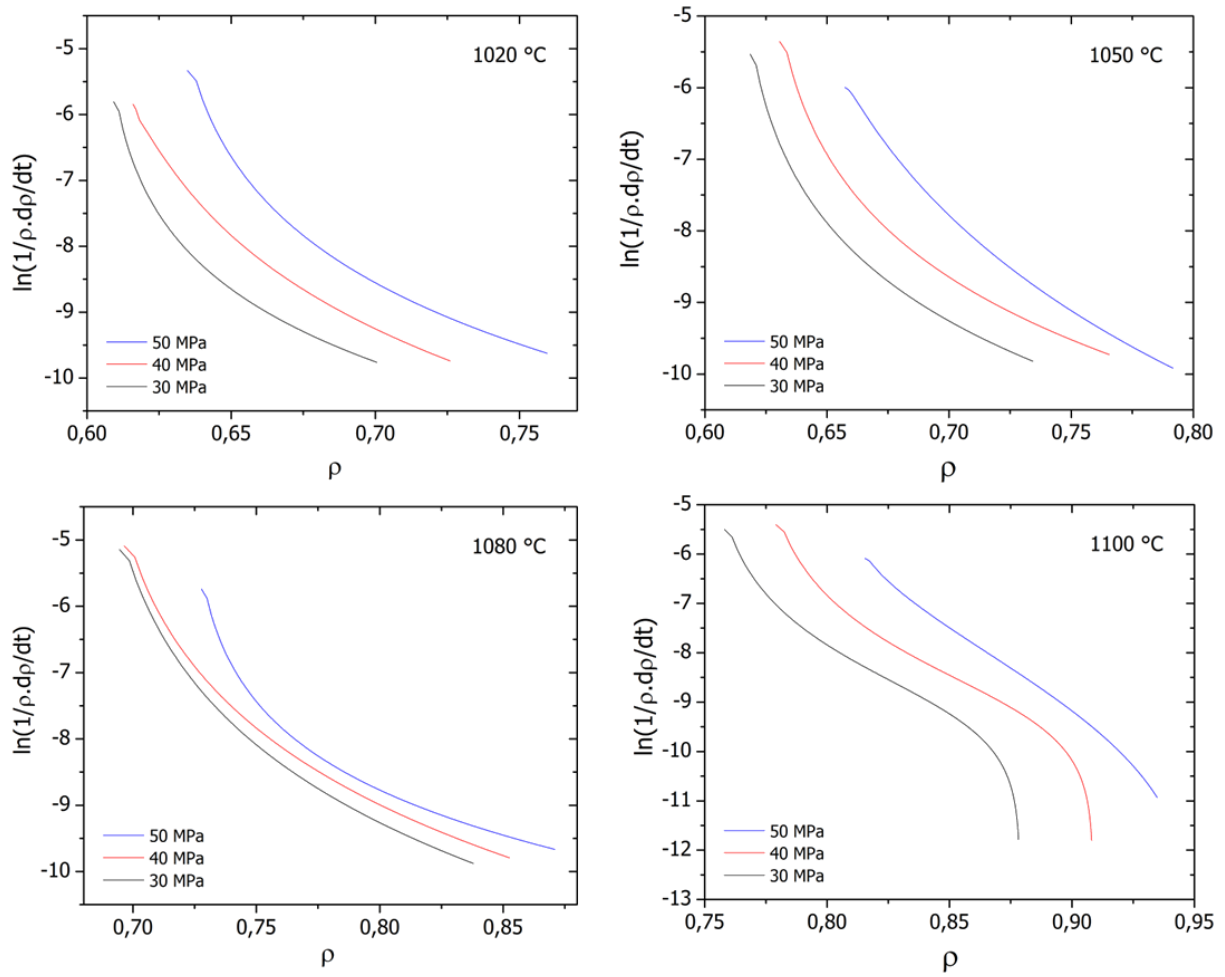 1020 °C
-5
-6
-7
-8
-9
-10
ln(1/ρ.dρ/dt)
50 MPa
40 MPa
30 MPa
0,60 0,65 0,70 0,75
ρ
1050 °C
-5
-6
-7
-8
-9
-10
ln(1/ρ.dρ/dt)
50 MPa
40 MPa
30 MPa
0,60 0,65 0,70 0,75 0,80
ρ
1080 °C
-5
-6
-7
-8
-9
-10
ln(1/ρ.dρ/dt)
50 MPa
40 MPa
30 MPa
0,70 0,75 0,80 0,85
ρ
1100 °C
-5
-6
-7
-8
-9
-10
-11
-12
-13
ln(1/ρ.dρ/dt)
50 MPa
40 MPa
30 MPa
0,75 0,80 0,85 0,90 0,95
ρ